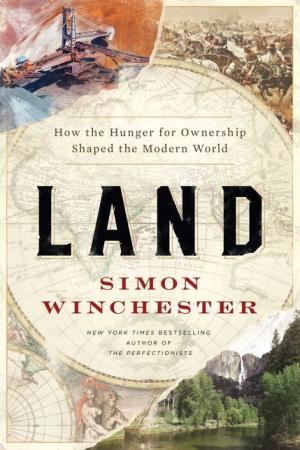 How the Hunger for Ownership
Shaped the Modern World
LAND
SIMON
WINCHESTER
NEW YORK TIMES BESTSELLING
AUTHOR OF
THE PERFECTIONISTS